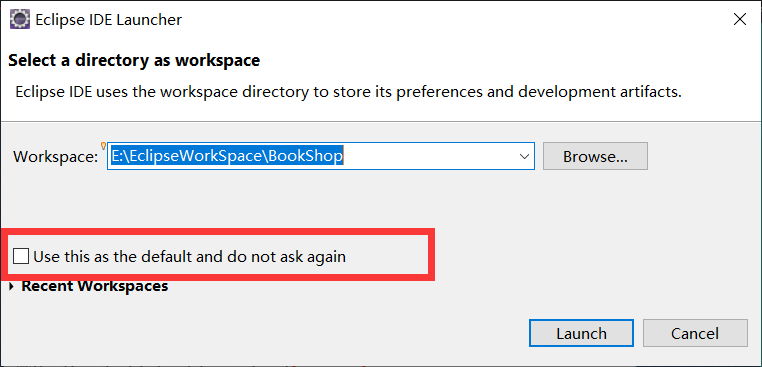 Eclipse IDE Launcher
Select a directory as workspace
Eclipse IDE uses the workspace directory to store its preferences and development artifacts.
Workspace: E:\EclipseWorkSpace\BookShop Browse...
Use this as the default and do not ask again
Recent Workspaces
Launch Cancel